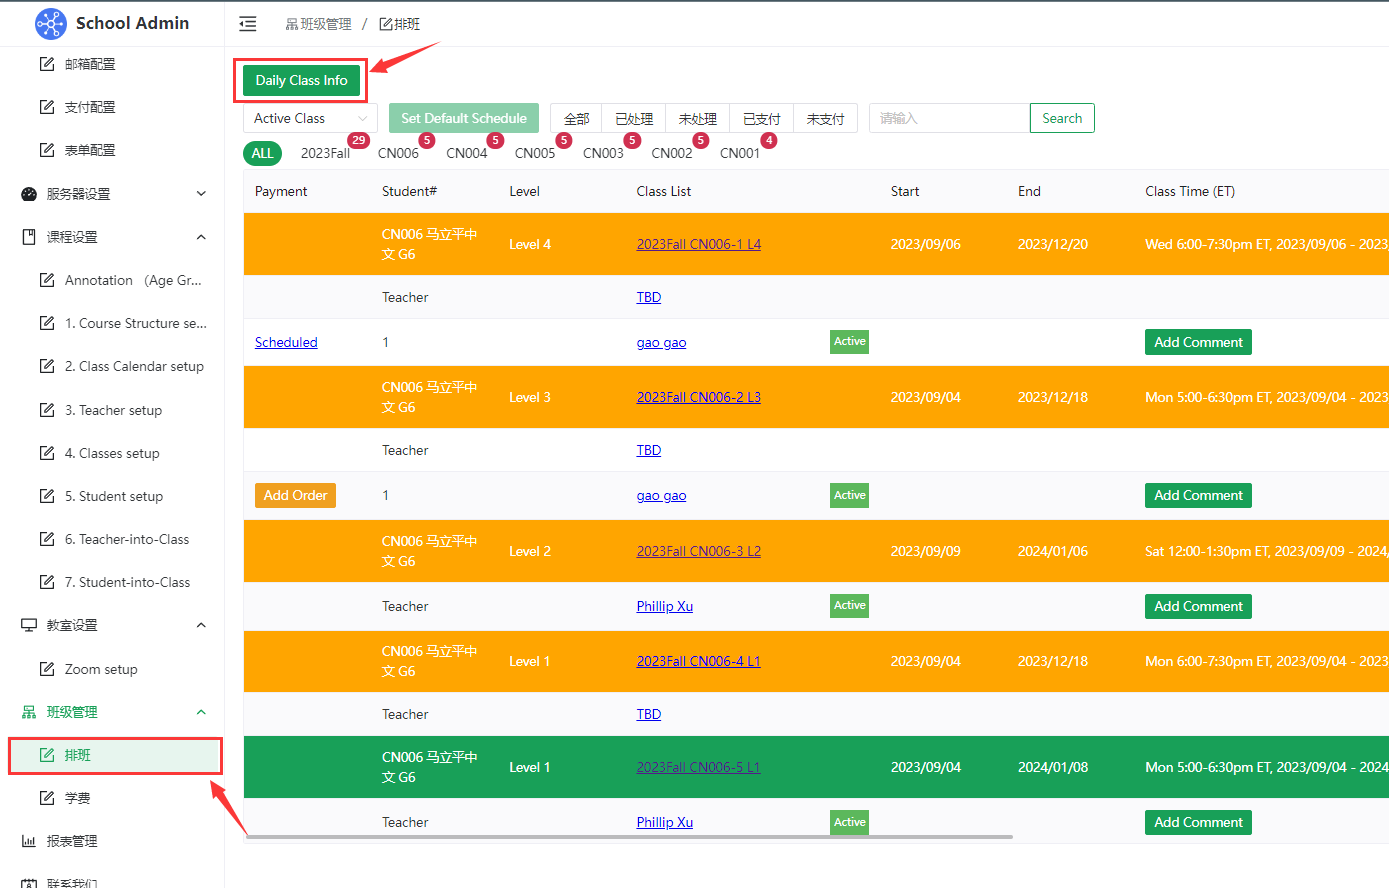 School Admin
班级管理 / 排班
邮箱配置
支付配置
表单配置
服务器设置
课程设置
Annotation （Age Gr...
1. Course Structure se...
2. Class Calendar setup
3. Teacher setup
4. Classes setup
5. Student setup
6. Teacher-into-Class
7. Student-into-Class
教室设置
Zoom setup
班级管理
排班
学费
报表管理
联系我们
Daily Class Info
Active Class Set Default Schedule 全部 已处理 未处理 已支付 未支付 请输入 Search
ALL 2023Fall 29 CN006 5 CN004 5 CN005 5 CN003 5 CN002 5 CN001 4
Payment Student# Level Class List Start End Class Time (ET)
CN006 马立平中
文 G6
Level 4 2023Fall CN006-1 L4 2023/09/06 2023/12/20 Wed 6:00-7:30pm ET, 2023/09/06 - 2023
Teacher TBD
Scheduled 1 gao gao Active Add Comment
CN006 马立平中
文 G6
Level 3 2023Fall CN006-2 L3 2023/09/04 2023/12/18 Mon 5:00-6:30pm ET, 2023/09/04 - 2023
Teacher TBD
Add Order 1 gao gao Active Add Comment
CN006 马立平中
文 G6
Level 2 2023Fall CN006-3 L2 2023/09/09 2024/01/06 Sat 12:00-1:30pm ET, 2023/09/09 - 2024/
Teacher Phillip Xu Active Add Comment
CN006 马立平中
文 G6
Level 1 2023Fall CN006-4 L1 2023/09/04 2023/12/18 Mon 6:00-7:30pm ET, 2023/09/04 - 2023
Teacher TBD
CN006 马立平中
文 G6
Level 1 2023Fall CN006-5 L1 2023/09/04 2024/01/08 Mon 5:00-6:30pm ET, 2023/09/04 - 2024
Teacher Phillip Xu Active Add Comment